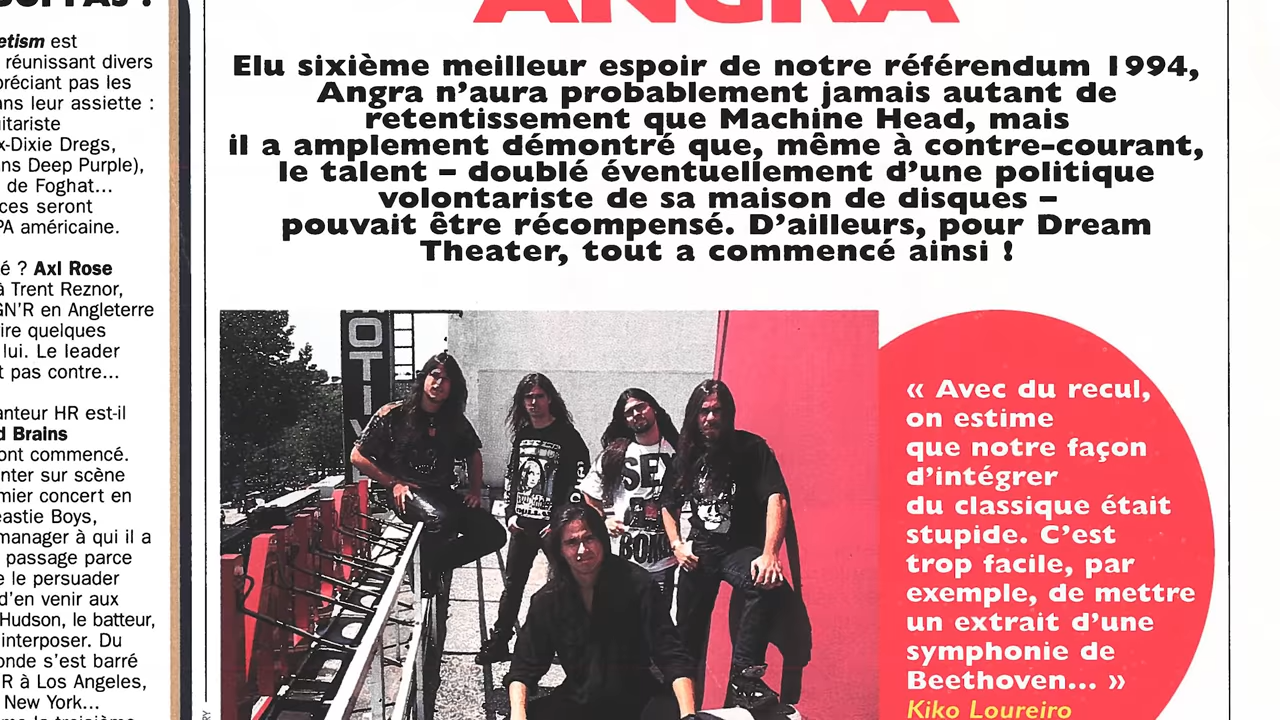 etism est
réunissant divers
préciant pas les
ans leur assiette :
uitariste
x-Dixie Dregs,
ans Deep Purple),
de Foghat...
ces seront
PA américaine.
é ? Axl Rose
à Trent Reznor,
GN'R en Angleterre
ire quelques
lui. Le leader
t pas contre...
anteur HR est-il
d Brains
ont commencé.
nter sur scène
mier concert en
eastie Boys,
manager à qui il a
passage parce
e le persuader
d'en venir aux
Hudson, le batteur,
interposer. Du
onde s'est barré
R à Los Angeles,
New York...
ANGRA
Elu sixième meilleur espoir de notre référendum 1994,
Angra n'aura probablement jamais autant de
retentissement que Machine Head, mais
il a amplement démontré que, même à contre-courant,
le talent – doublé éventuellement d'une politique
volontariste de sa maison de disques –
pouvait être récompensé. D'ailleurs, pour Dream
Theater, tout a commencé ainsi !
OTI
SEX
BOMB
« Avec du recul,
on estime
que notre façon
d'intégrer
du classique était
stupide. C'est
trop facile, par
exemple, de mettre
un extrait d'une
symphonie de
Beethoven... »
Kiko Loureiro